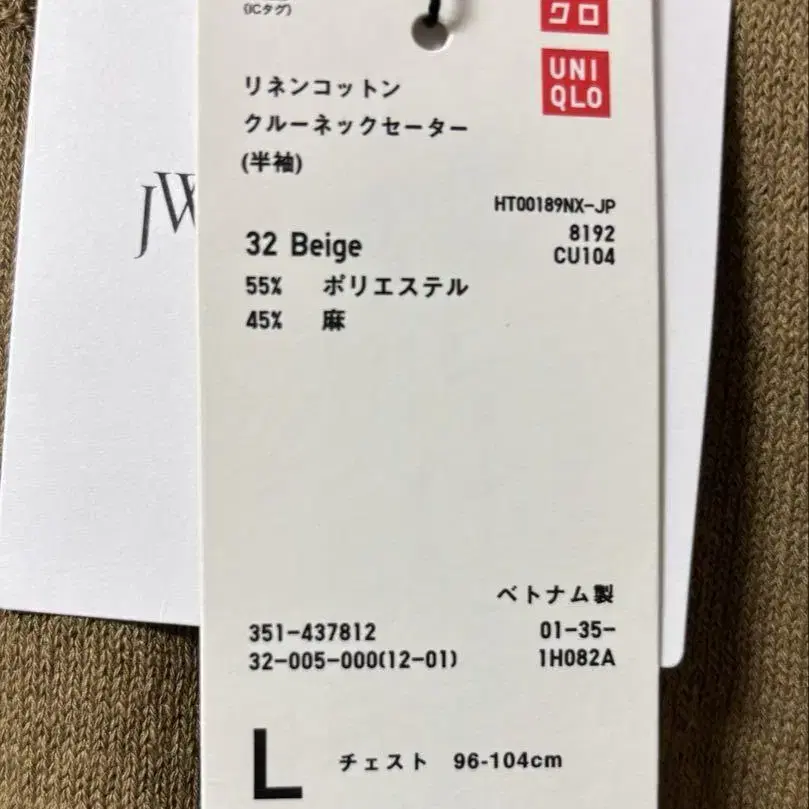 (ICタグ)
クロ
UNI
QLO
リネンコットン
クルーネックセーター
(半袖)
JW
HT00189NX-JP
8192
CU104
32 Beige
55% ポリエステル
45% 麻
ベトナム製
351-437812
01-35-
32-005-000(12-01)
1H082A
L チェスト 96-104cm